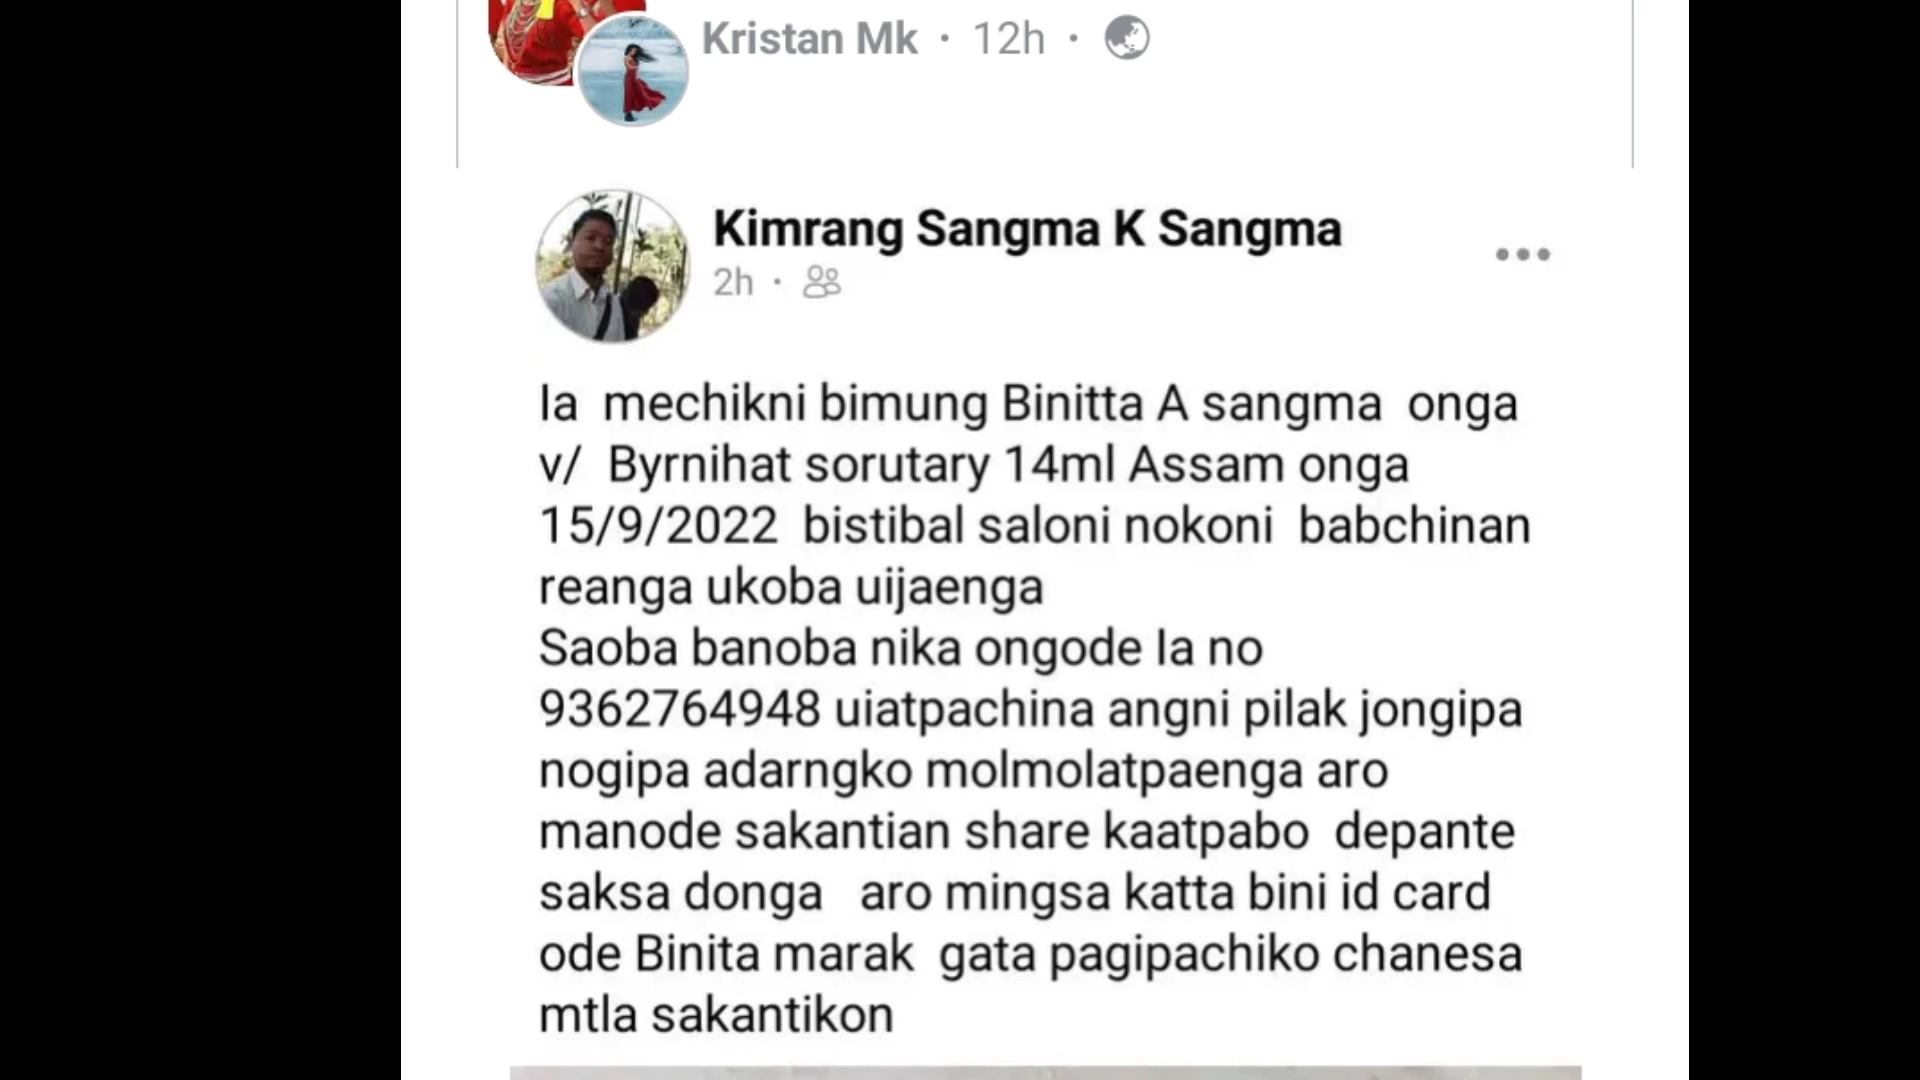 Kristan Mk · 12h ·
Kimrang Sangma K Sangma
2h ·
Ia mechikni bimung Binitta A sangma onga
v/ Byrnihat sorutary 14ml Assam onga
15/9/2022 bistibal saloni nokoni babchinan
reanga ukoba uijaenga
Saoba banoba nika ongode Ia no
9362764948 uiatpachina angni pilak jongipa
nogipa adarngko molmolatpaenga aro
manode sakantian share kaatpabo depante
saksa donga aro mingsa katta bini id card
ode Binita marak gata pagipachiko chanesa
mtla sakantikon